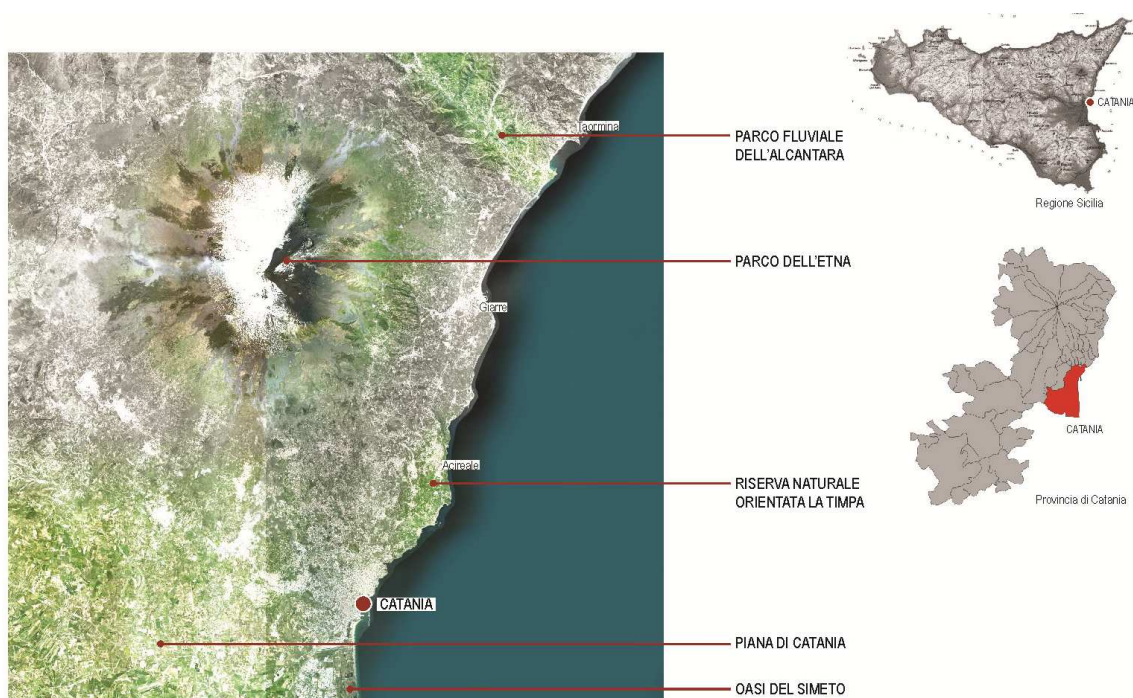 Taormina
PARCO FLUVIALE
DELL'ALCANTARA
PARCO DELL'ETNA
Giarre
Acireale
RISERVA NATURALE
ORIENTATA LA TIMPA
CATANIA
PIANA DI CATANIA
OASI DEL SIMETO
CATANIA
Regione Sicilia
CATANIA
Provincia di Catania